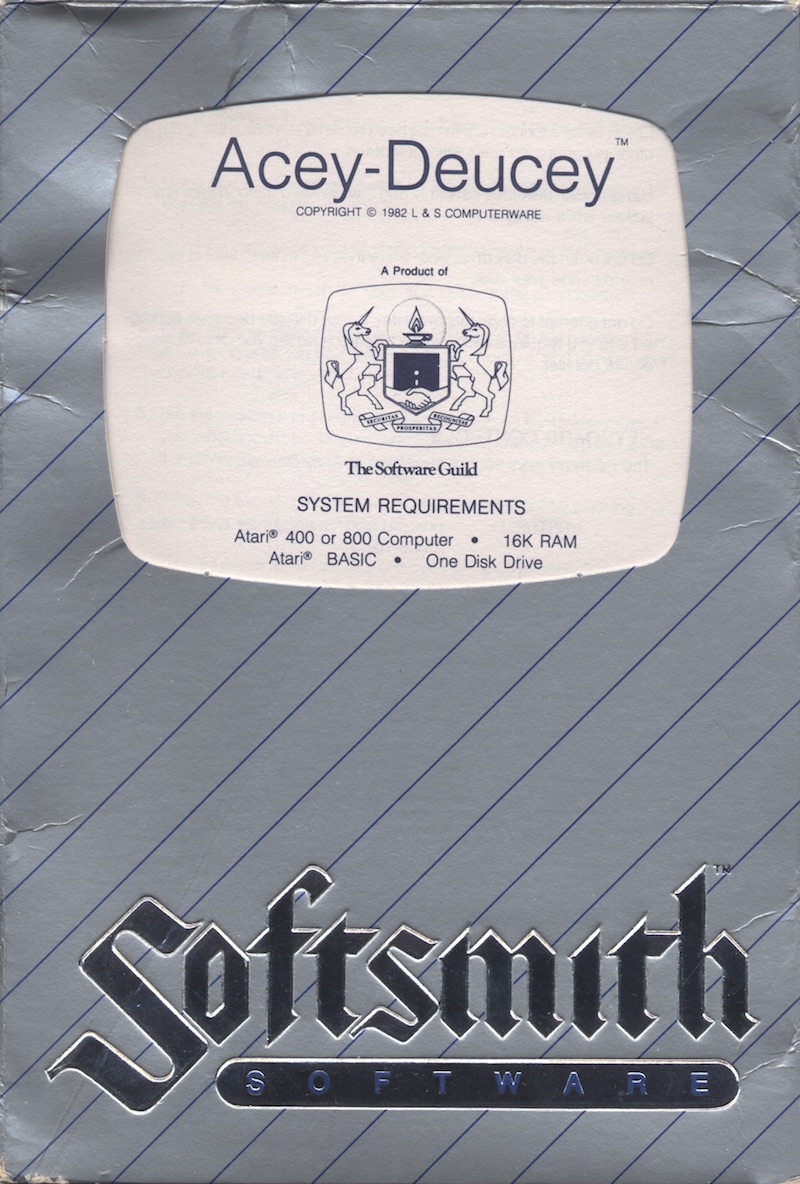 Acey-Deucey™
COPYRIGHT © 1982 L & S COMPUTERWARE
A Product of
SECURITAS
PROSPERITAS
RECOGNITAS
The Software Guild
SYSTEM REQUIREMENTS
Atari® 400 or 800 Computer • 16K RAM
Atari® BASIC • One Disk Drive
Softsmith™
SOFTWARE